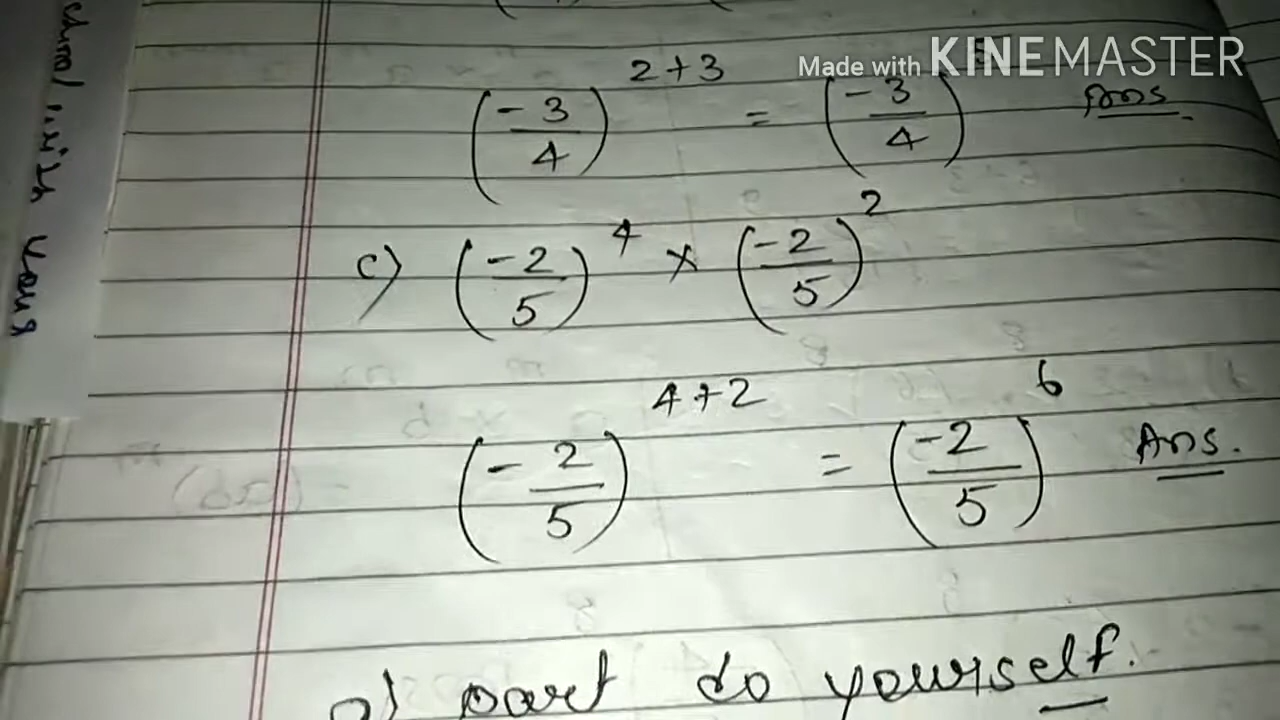 Made with KINEMASTER
(-3/4)^2+3 = (-3/4)^5 Ans.
c) (-2/5)^4 × (-2/5)^2
(-2/5)^4+2 = (-2/5)^6 Ans.
part do yourself.